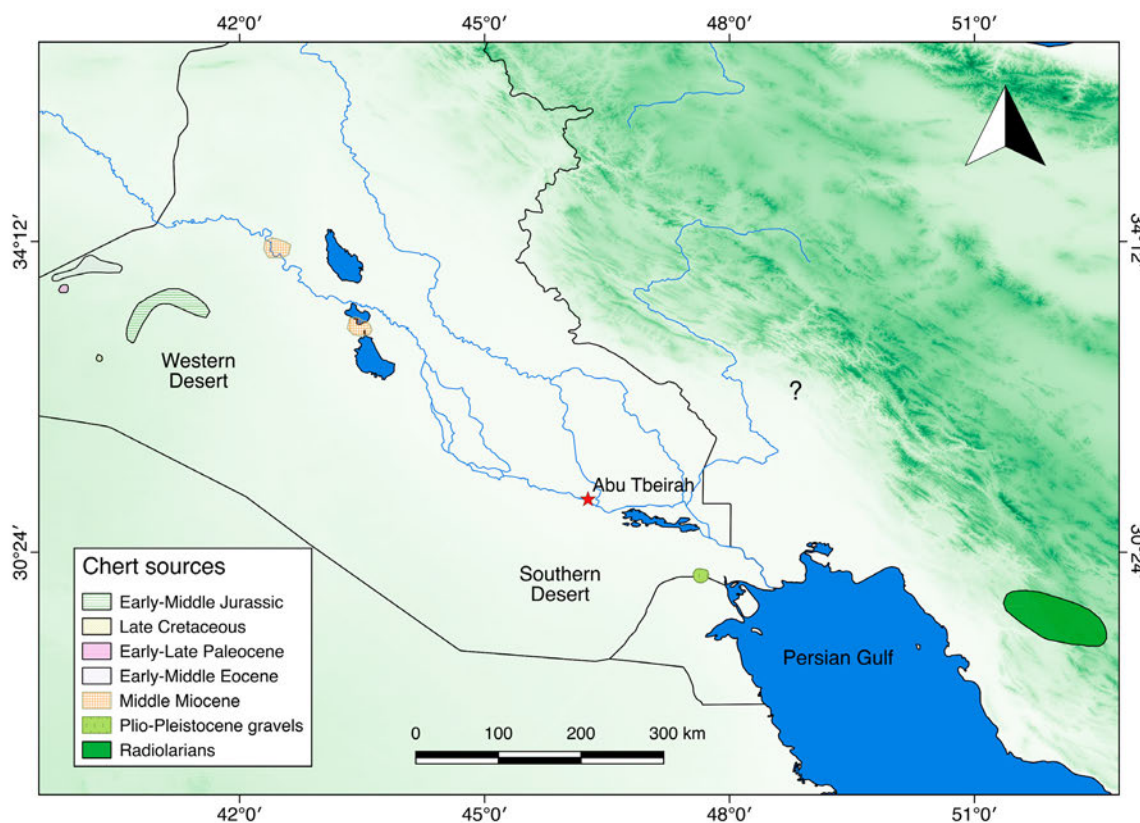 42°0′ 45°0′ 48°0′ 51°0′
34°12′
34°12′
Western
Desert
?
Abu Tbeirah
30°24′
30°24′
Southern
Desert
Persian Gulf
Chert sources
Early-Middle Jurassic
Late Cretaceous
Early-Late Paleocene
Early-Middle Eocene
Middle Miocene
Plio-Pleistocene gravels
Radiolarians
0 100 200 300 km
42°0′ 45°0′ 48°0′ 51°0′